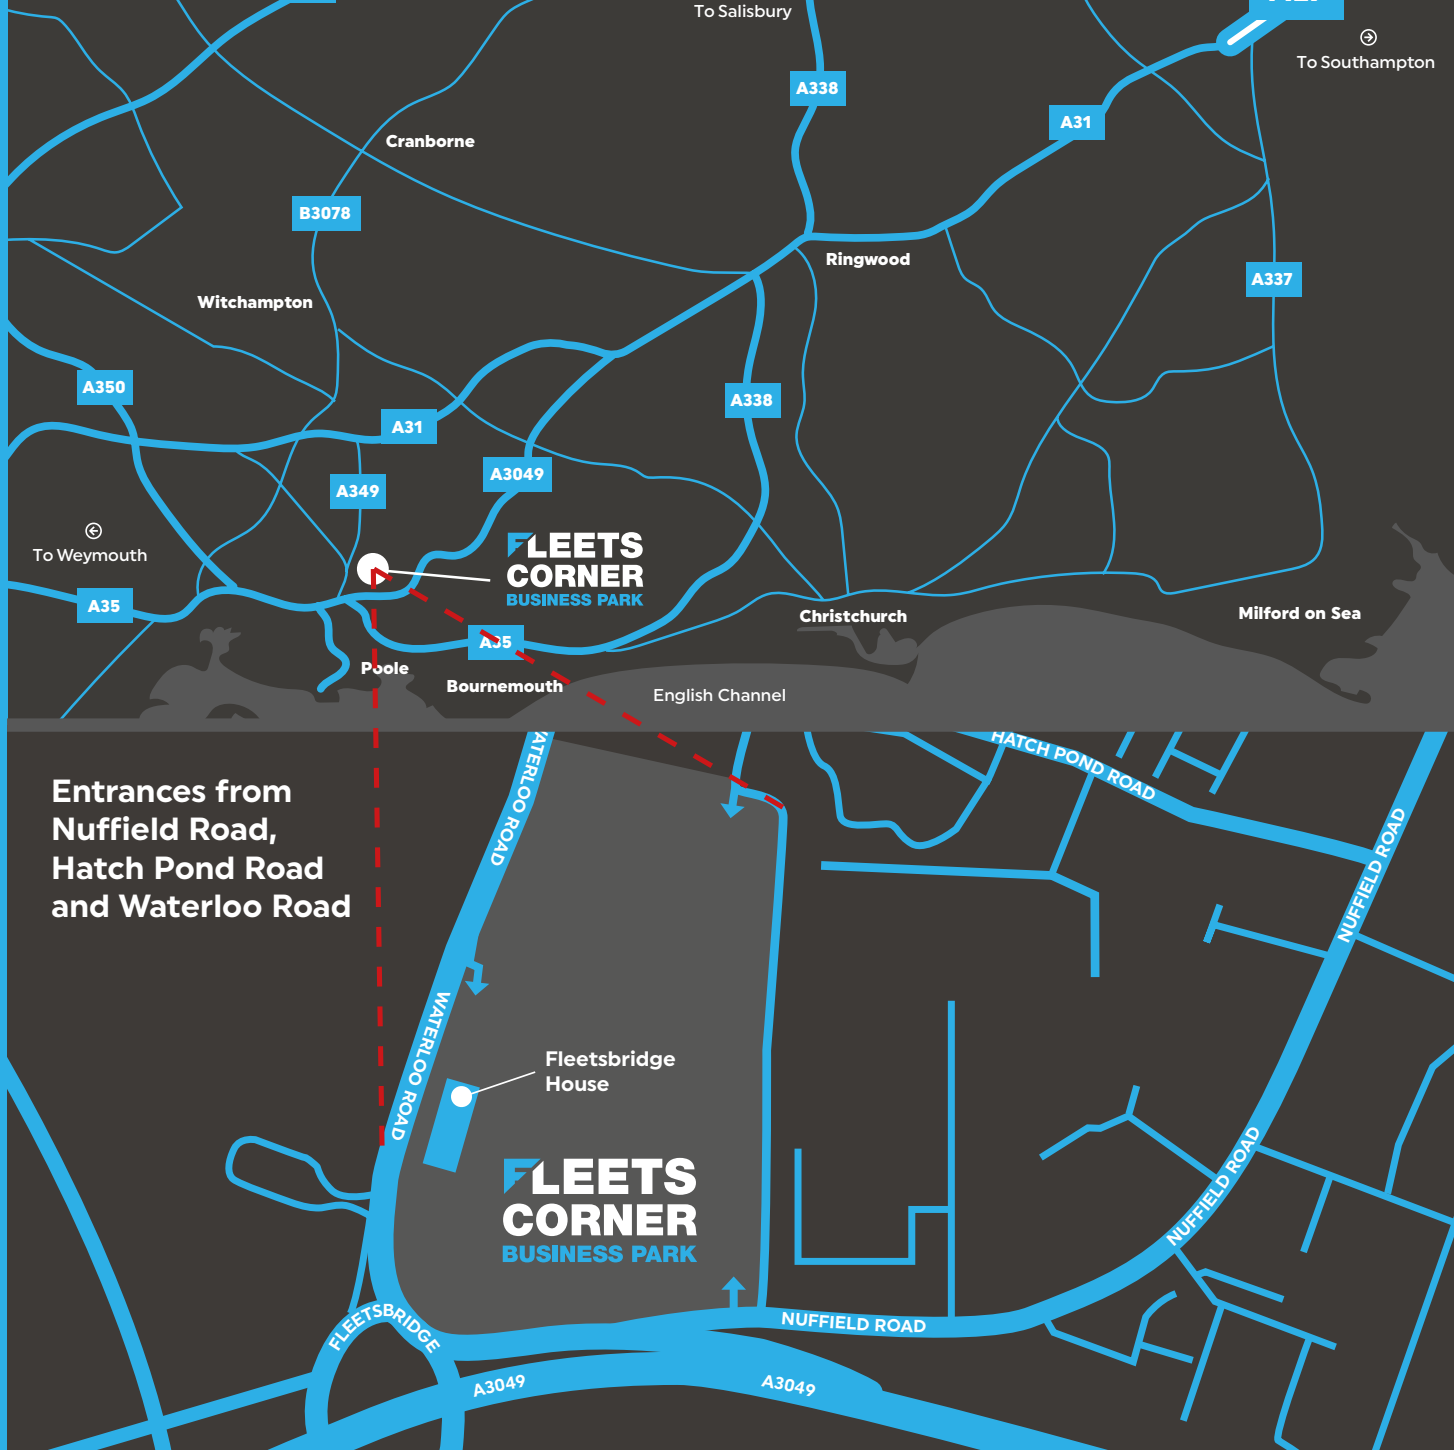 To Salisbury
To Southampton
A338
A31
Cranborne
B3078
Ringwood
A337
Witchampton
A350
A338
A31
A3049
A349
To Weymouth
FLEETS
CORNER
BUSINESS PARK
A35
Christchurch
Milford on Sea
A35
Poole
Bournemouth
English Channel
Entrances from
Nuffield Road,
Hatch Pond Road
and Waterloo Road
WATERLOO ROAD
HATCH POND ROAD
NUFFIELD ROAD
WATERLOO ROAD
Fleetsbridge
House
FLEETS
CORNER
BUSINESS PARK
NUFFIELD ROAD
FLEETSBRIDGE
NUFFIELD ROAD
A3049
A3049